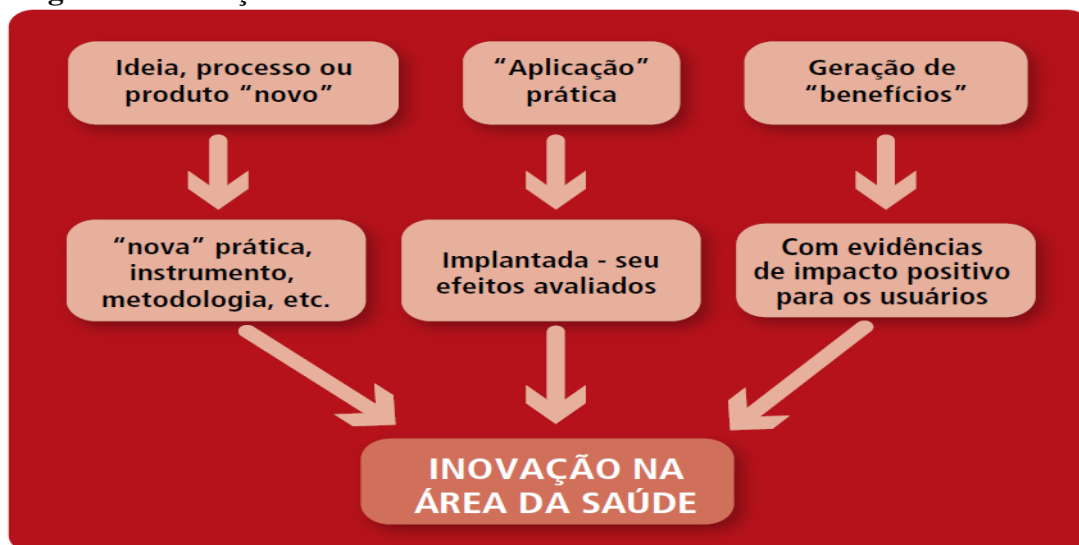 Ideia, processo ou
produto “novo”
“Aplicação”
prática
Geração de
“benefícios”
“nova” prática,
instrumento,
metodologia, etc.
Implantada - seu
efeitos avaliados
Com evidências
de impacto positivo
para os usuários
INOVAÇÃO NA
ÁREA DA SAÚDE